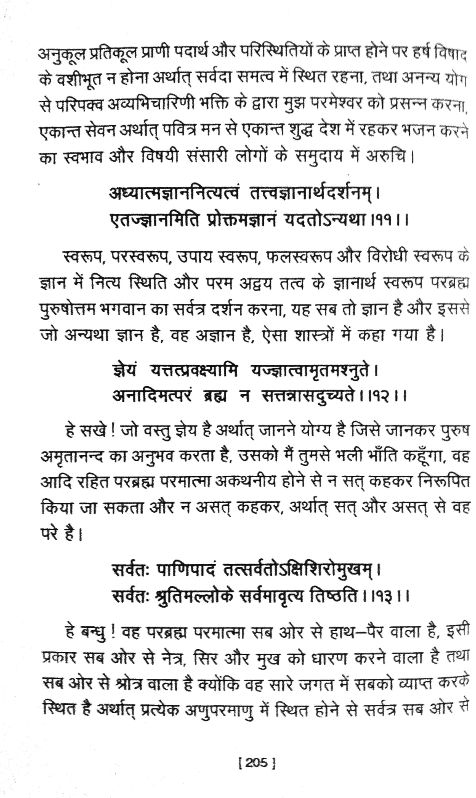 अनुकूल प्रतिकूल प्राणी पदार्थ और परिस्थितियों के प्राप्त होने पर हर्ष विषाद
के वशीभूत न होना अर्थात् सर्वदा समत्व में स्थित रहना, तथा अनन्य योग
से परिपक्व अव्यभिचारिणी भक्ति के द्वारा मुझ परमेश्वर को प्रसन्न करना,
एकान्त सेवन अर्थात् पवित्र मन से एकान्त शुद्ध देश में रहकर भजन करने
का स्वभाव और विषयी संसारी लोगों के समुदाय में अरुचि।
अध्यात्मज्ञाननित्यत्वं तत्त्वज्ञानार्थदर्शनम्।
एतज्ज्ञानमिति प्रोक्तमज्ञानं यदतोऽन्यथा।११।।
स्वरूप, परस्वरूप, उपाय स्वरूप, फलस्वरूप और विरोधी स्वरूप के
ज्ञान में नित्य स्थिति और परम अद्वय तत्व के ज्ञानार्थ स्वरूप परब्रह्म
पुरुषोत्तम भगवान का सर्वत्र दर्शन करना, यह सब तो ज्ञान है और इससे
जो अन्यथा ज्ञान है, वह अज्ञान है, ऐसा शास्त्रों में कहा गया है।
ज्ञेयं यत्तत्प्रवक्ष्यामि यज्ज्ञात्वामृतमश्नुते।
अनादिमत्परं ब्रह्म न सत्तन्नासदुच्यते।।१२।।
हे सखे! जो वस्तु ज्ञेय है अर्थात् जानने योग्य है जिसे जानकर पुरुष
अमृतानन्द का अनुभव करता है, उसको मैं तुमसे भली भाँति कहूँगा, वह
आदि रहित परब्रह्म परमात्मा अकथनीय होने से न सत् कहकर निरूपित
किया जा सकता और न असत् कहकर, अर्थात् सत् और असत् से वह
परे है।
सर्वतः पाणिपादं तत्सर्वतोऽक्षिशिरोमुखम्।
सर्वतः श्रुतिमल्लोके सर्वमावृत्य तिष्ठति।।१३।।
हे बन्धु! वह परब्रह्म परमात्मा सब ओर से हाथ–पैर वाला है, इसी
प्रकार सब ओर से नेत्र, सिर और मुख को धारण करने वाला है तथा
सब ओर से श्रोत्र वाला है क्योंकि वह सारे जगत में सबको व्याप्त करके
स्थित है अर्थात् प्रत्येक अणुपरमाणु में स्थित होने से सर्वत्र सब ओर से
[ 205 ]